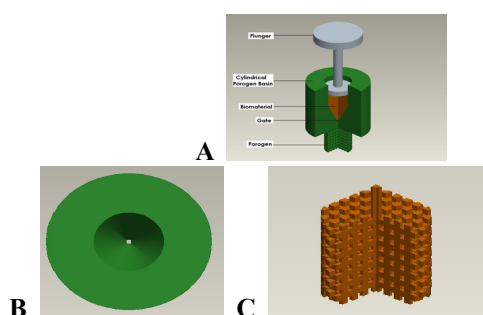 Plunger
Cylindrical
Porogen Basin
Biomaterial
Gate
Porogen
A
B
C